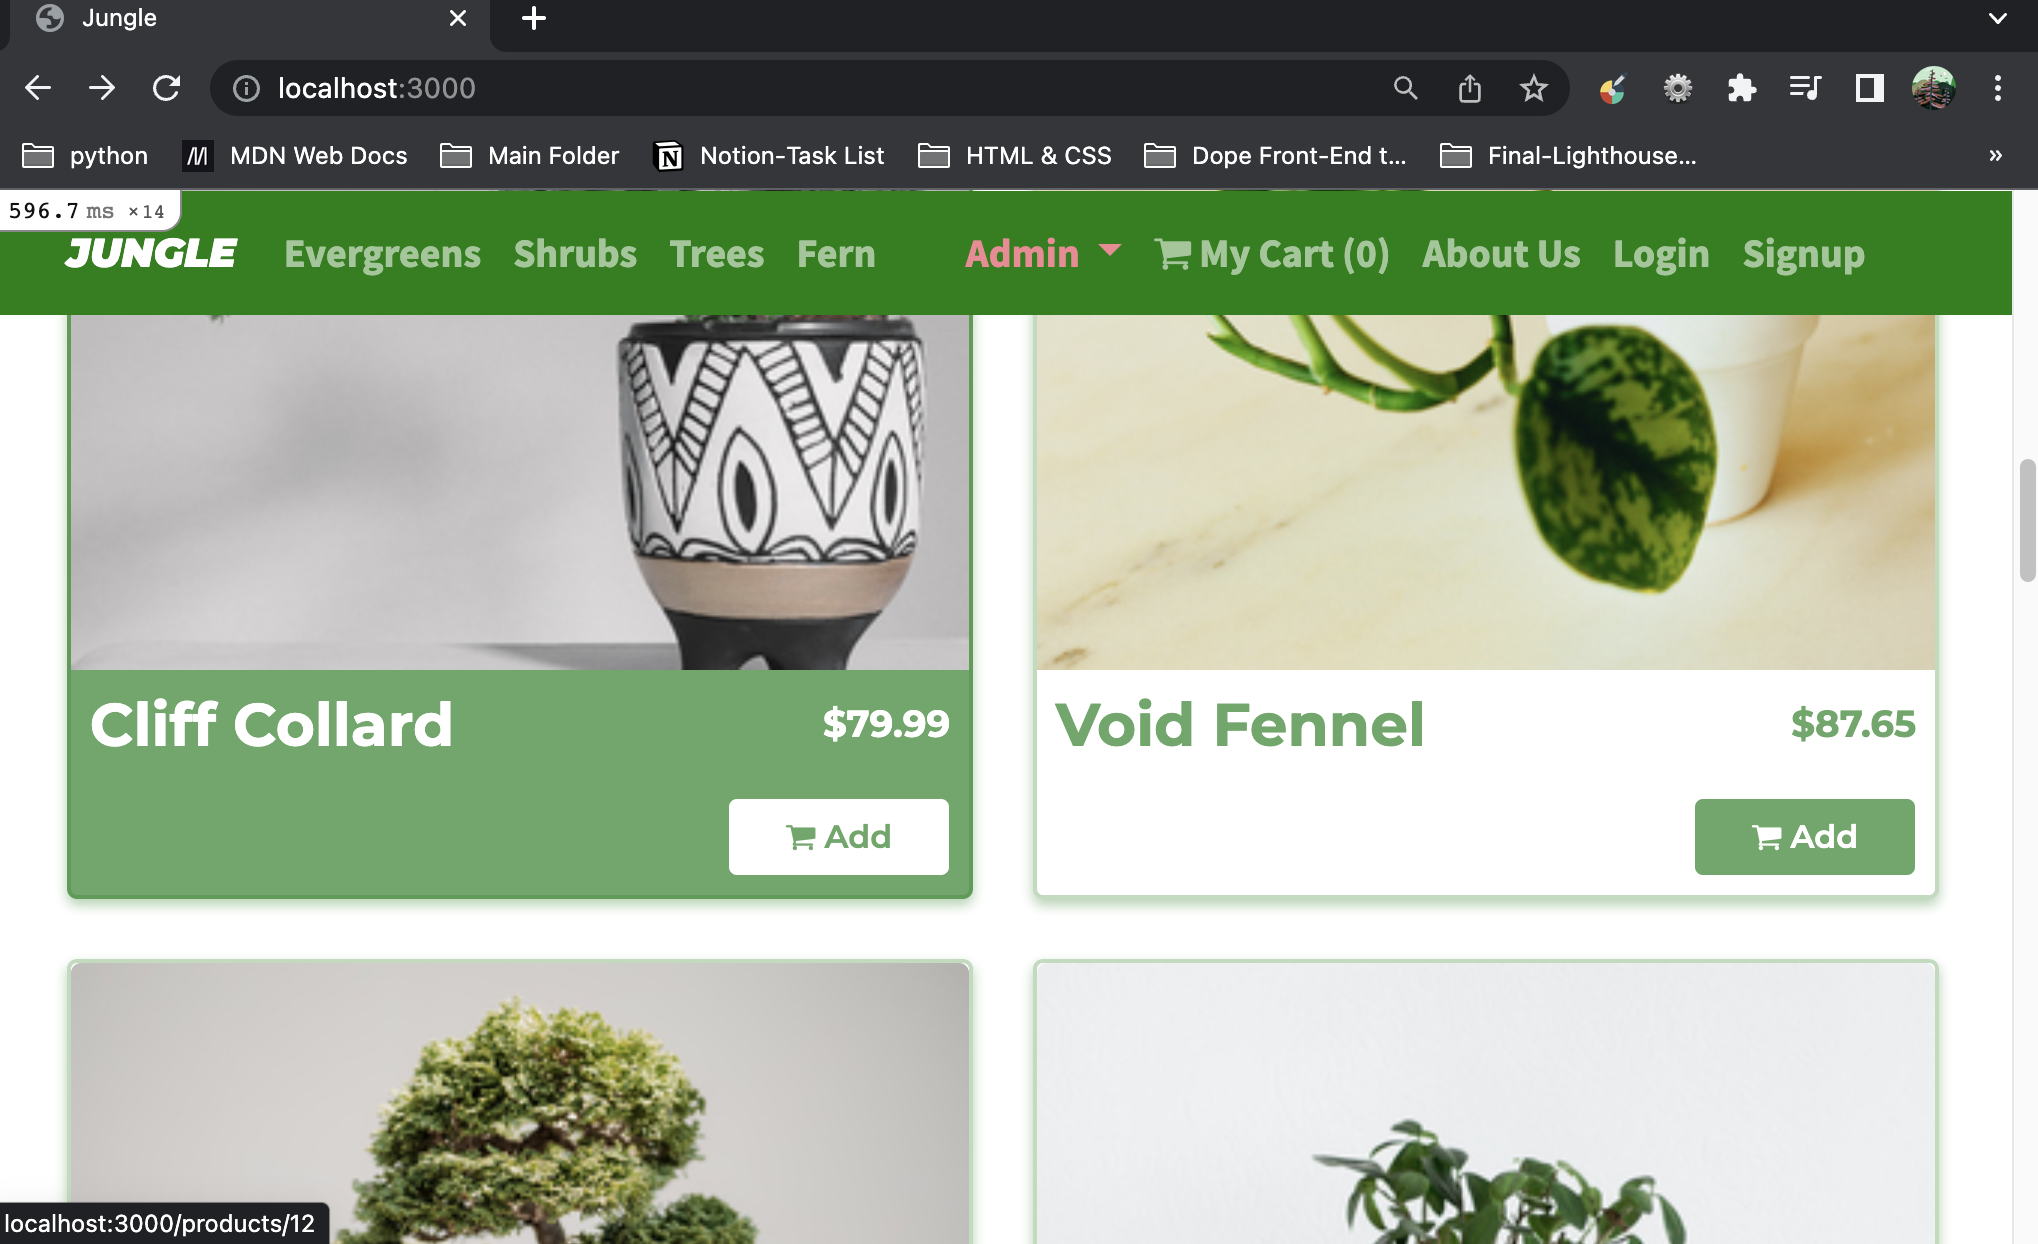 Jungle
localhost:3000
python MDN Web Docs Main Folder Notion-Task List HTML & CSS Dope Front-End t... Final-Lighthouse... »
596.7 ms ×14
JUNGLE Evergreens Shrubs Trees Fern Admin My Cart (0) About Us Login Signup
Cliff Collard $79.99
Add
Void Fennel $87.65
Add
localhost:3000/products/12